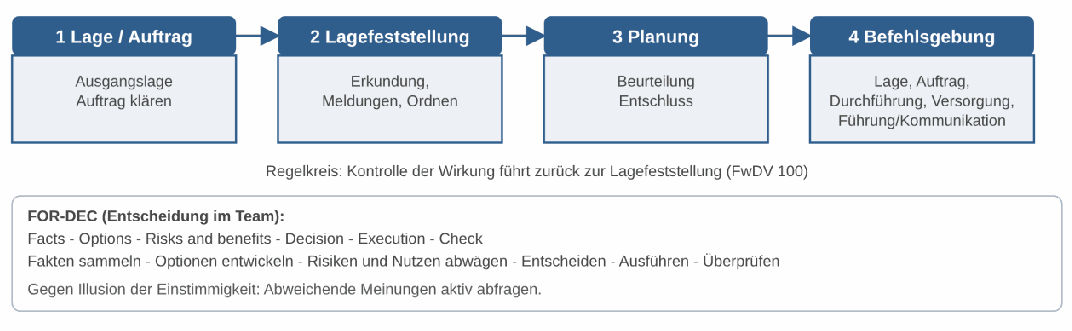 1 Lage / Auftrag
Ausgangslage
Auftrag klären
2 Lagefeststellung
Erkundung,
Meldungen, Ordnen
3 Planung
Beurteilung
Entschluss
4 Befehlsgebung
Lage, Auftrag,
Durchführung, Versorgung,
Führung/Kommunikation
Regelkreis: Kontrolle der Wirkung führt zurück zur Lagefeststellung (FwDV 100)
FOR-DEC (Entscheidung im Team):
Facts - Options - Risks and benefits - Decision - Execution - Check
Fakten sammeln - Optionen entwickeln - Risiken und Nutzen abwägen - Entscheiden - Ausführen - Überprüfen
Gegen Illusion der Einstimmigkeit: Abweichende Meinungen aktiv abfragen.